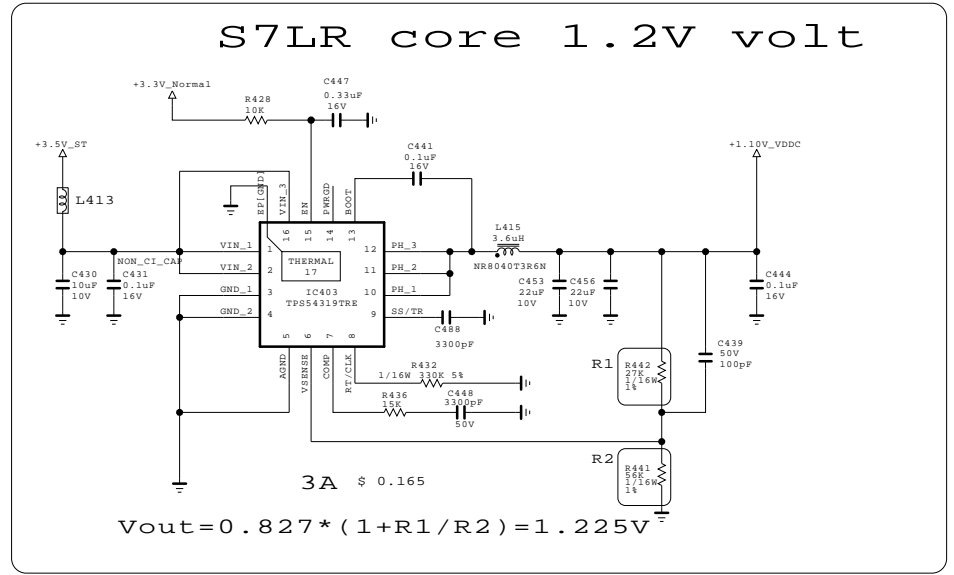 S7LR core 1.2V volt
+3.3V_Normal
C447
0.33uF
16V
R428
10K
+3.5V_ST
C441
0.1uF
16V
+1.10V_VDDC
L413
EP[GND]
VIN_3
EN
PWRGD
BOOT
16
15
14
13
L415
3.6uH
NR8040T3R6N
VIN_1
1
12
PH_3
NON_CI_CAP
THERMAL
17
VIN_2
2
11
PH_2
C430
10uF
10V
C431
0.1uF
16V
C453
22uF
10V
C456
22uF
10V
C444
0.1uF
16V
GND_1
3
IC403
TPS54319TRE
10
PH_1
GND_2
4
9
SS/TR
C488
3300pF
5
6
7
8
AGND
VSENSE
COMP
RT/CLK
R432
1/16W 330K 5%
R436
15K
C448
3300pF
50V
C439
50V
100pF
R1
R442
27K
1/16W
1%
R2
R441
56K
1/16W
1%
3A $ 0.165
Vout=0.827*(1+R1/R2)=1.225V